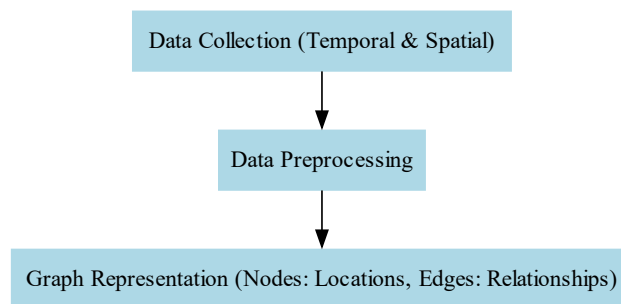 Data Collection (Temporal & Spatial)
Data Preprocessing
Graph Representation (Nodes: Locations, Edges: Relationships)